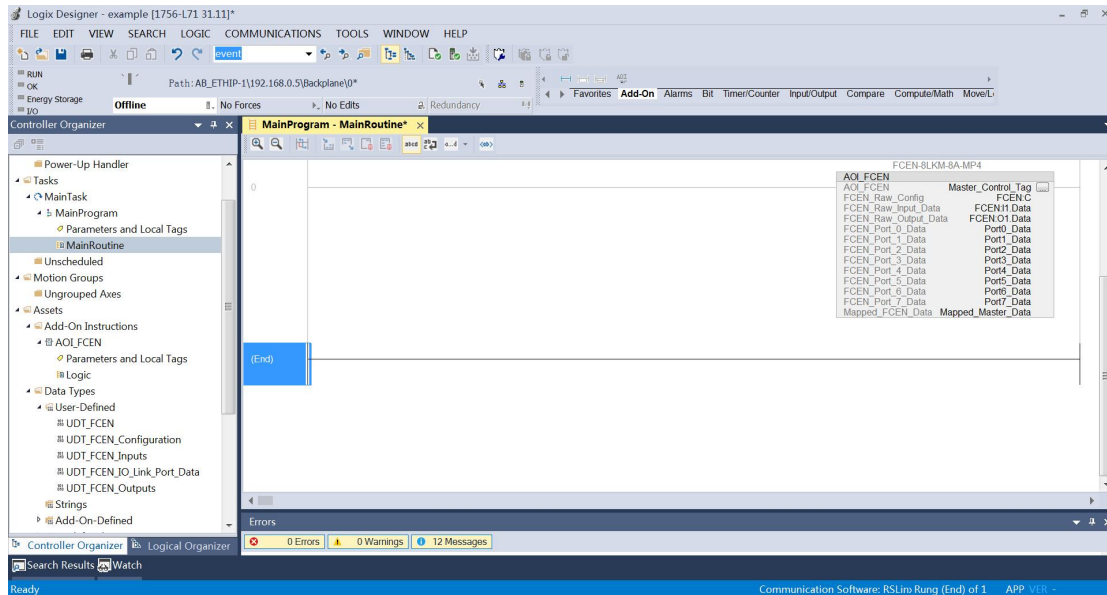 Logix Designer - example [1756-L71 31.11]*
FILE EDIT VIEW SEARCH LOGIC COMMUNICATIONS TOOLS WINDOW HELP
event
RUN
OK
Energy Storage
I/O
Path: AB_ETHIP-1\192.168.0.5\Backplane\0*
Offline No Forces No Edits Redundancy
Favorites Add-On Alarms Bit Timer/Counter Input/Output Compare Compute/Math Move/L
Controller Organizer
MainProgram - MainRoutine*
Power-Up Handler
Tasks
MainTask
MainProgram
Parameters and Local Tags
MainRoutine
Unscheduled
Motion Groups
Ungrouped Axes
Assets
Add-On Instructions
AOI_FCEN
Parameters and Local Tags
Logic
Data Types
User-Defined
UDT_FCEN
UDT_FCEN_Configuration
UDT_FCEN_Inputs
UDT_FCEN_IO_Link_Port_Data
UDT_FCEN_Outputs
Strings
Add-On-Defined
Controller Organizer Logical Organizer
0
FCEN-8LKM-8A-MP4
AOI_FCEN
AOI_FCEN Master_Control_Tag
FCEN_Raw_Config FCEN:C
FCEN_Raw_Input_Data FCEN:I1.Data
FCEN_Raw_Output_Data FCEN:O1.Data
FCEN_Port_0_Data Port0_Data
FCEN_Port_1_Data Port1_Data
FCEN_Port_2_Data Port2_Data
FCEN_Port_3_Data Port3_Data
FCEN_Port_4_Data Port4_Data
FCEN_Port_5_Data Port5_Data
FCEN_Port_6_Data Port6_Data
FCEN_Port_7_Data Port7_Data
Mapped_FCEN_Data Mapped_Master_Data
(End)
Errors
0 Errors 0 Warnings 12 Messages
Search Results Watch
Ready
Communication Software: RSLin Rung (End) of 1 APP VER